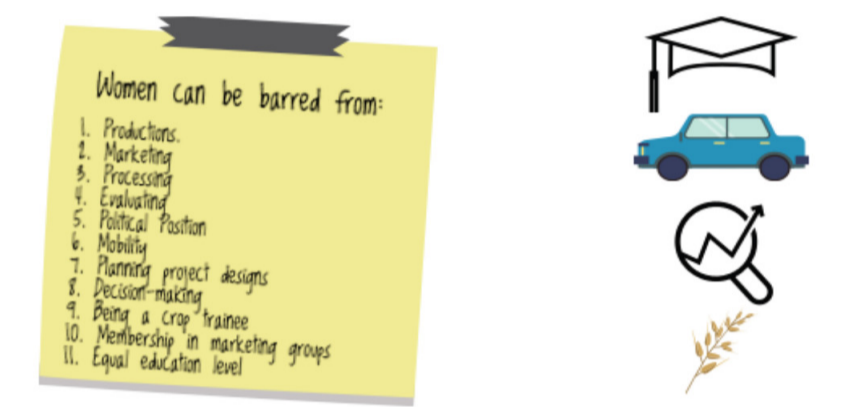 Women can be barred from:
1. Productions.
2. Marketing
3. Processing
4. Evaluating
5. Political Position
6. Mobility
7. Planning project designs
8. Decision-making
9. Being a crop trainee
10. Membership in marketing groups
11. Equal education level